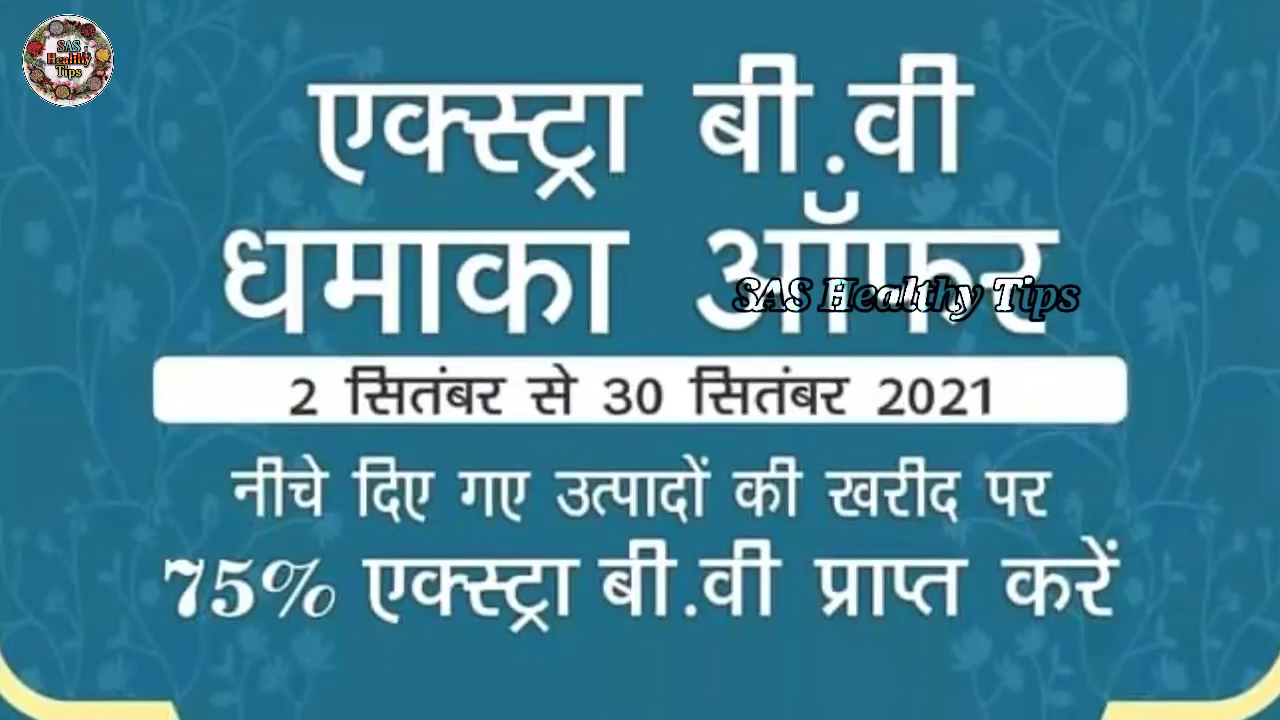 SAS
Healthy
Tips
एक्स्ट्रा बी.वी
धमाका ऑफर
SAS Healthy Tips
2 सितंबर से 30 सितंबर 2021
नीचे दिए गए उत्पादों की खरीद पर
75% एक्स्ट्रा बी.वी प्राप्त करें